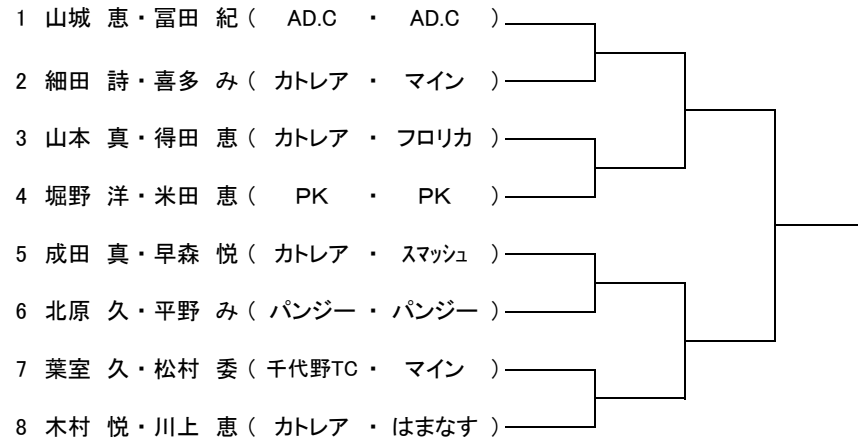 1 山城 恵・冨田 紀 ( AD.C ・ AD.C )
2 細田 詩・喜多 み ( カトレア ・ マイン )
3 山本 真・得田 恵 ( カトレア ・ フロリカ )
4 堀野 洋・米田 恵 ( PK ・ PK )
5 成田 真・早森 悦 ( カトレア ・ スマッシュ )
6 北原 久・平野 み ( パンジー ・ パンジー )
7 葉室 久・松村 委 ( 千代野TC ・ マイン )
8 木村 悦・川上 恵 ( カトレア ・ はまなす )